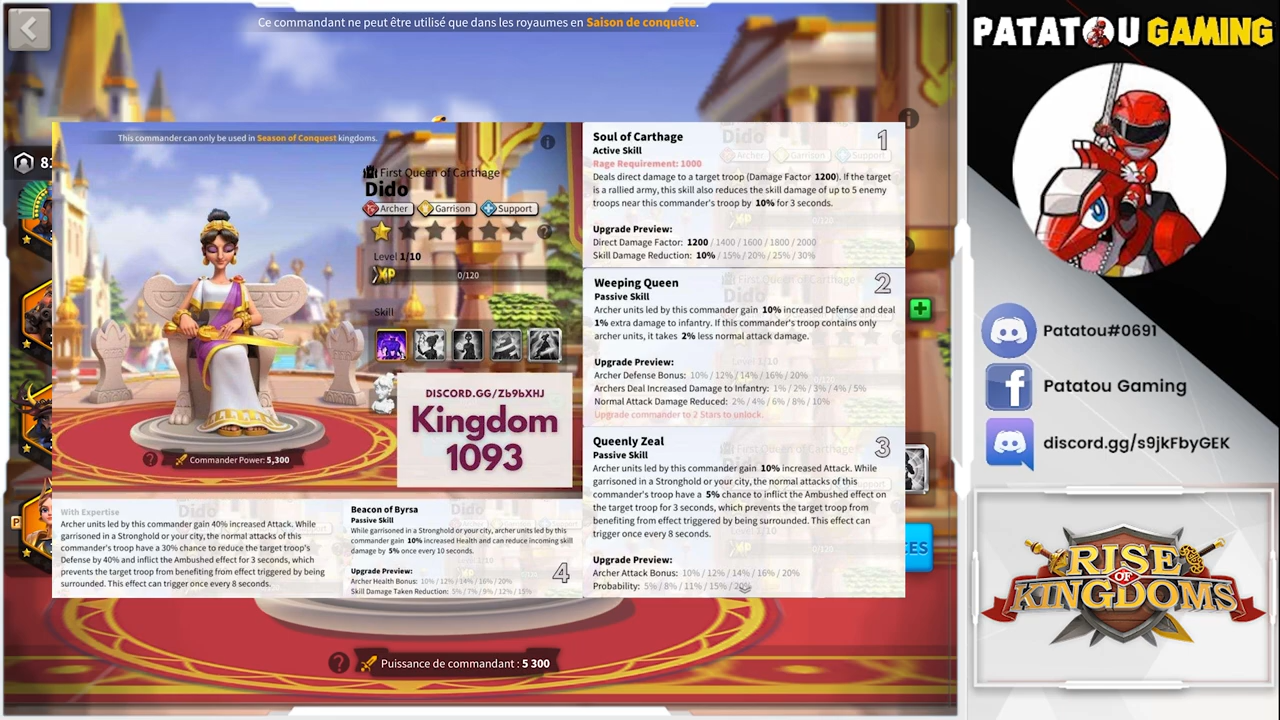 Ce commandant ne peut être utilisé que dans les royaumes en Saison de conquête.
This commander can only be used in Season of Conquest kingdoms.
First Queen of Carthage
Dido
Archer
Garrison
Support
Level 1/10
XP
0/120
Skill
DISCORD.GG/Zb9bXHJ
Kingdom
1093
Commander Power: 5,300
With Expertise
Archer units led by this commander gain 40% increased Attack. While
garrisoned in a Stronghold or your city, the normal attacks of this
commander's troop have a 30% chance to reduce the target troop's
Defense by 40% and inflict the Ambushed effect for 3 seconds, which
prevents the target troop from benefiting from effect triggered by being
surrounded. This effect can trigger once every 8 seconds.
Beacon of Byrsa
Passive Skill
While garrisoned in a Stronghold or your city, archer units led by this
commander gain 10% increased Health and can reduce incoming skill
damage by 5% once every 10 seconds.
Upgrade Preview:
Archer Health Bonus: 10% / 12% / 14% / 16% / 20%
Skill Damage Taken Reduction: 5% / 7% / 9% / 12% / 15%
4
Soul of Carthage
1
Active Skill
Rage Requirement: 1000
Deals direct damage to a target troop (Damage Factor 1200). If the target
is a rallied army, this skill also reduces the skill damage of up to 5 enemy
troops near this commander's troop by 10% for 3 seconds.
Upgrade Preview:
Direct Damage Factor: 1200 / 1400 / 1600 / 1800 / 2000
Skill Damage Reduction: 10% / 15% / 20% / 25% / 30%
Weeping Queen
2
Passive Skill
Archer units led by this commander gain 10% increased Defense and deal
1% extra damage to infantry. If this commander's troop contains only
archer units, it takes 2% less normal attack damage.
Upgrade Preview:
Archer Defense Bonus: 10% / 12% / 14% / 16% / 20%
Archers Deal Increased Damage to Infantry: 1% / 2% / 3% / 4% / 5%
Normal Attack Damage Reduced: 2% / 4% / 6% / 8% / 10%
Upgrade commander to 2 Stars to unlock.
Queenly Zeal
3
Passive Skill
Archer units led by this commander gain 10% increased Attack. While
garrisoned in a Stronghold or your city, the normal attacks of this
commander's troop have a 5% chance to inflict the Ambushed effect on
the target troop for 3 seconds, which prevents the target troop from
benefiting from effect triggered by being surrounded. This effect can
trigger once every 8 seconds.
Upgrade Preview:
Archer Attack Bonus: 10% / 12% / 14% / 16% / 20%
Probability: 5% / 8% / 11% / 15% / 20%
Puissance de commandant : 5 300
PATATOU GAMING
Patatou#0691
Patatou Gaming
discord.gg/s9jkFbyGEK
RISE
OF
KINGDOMS